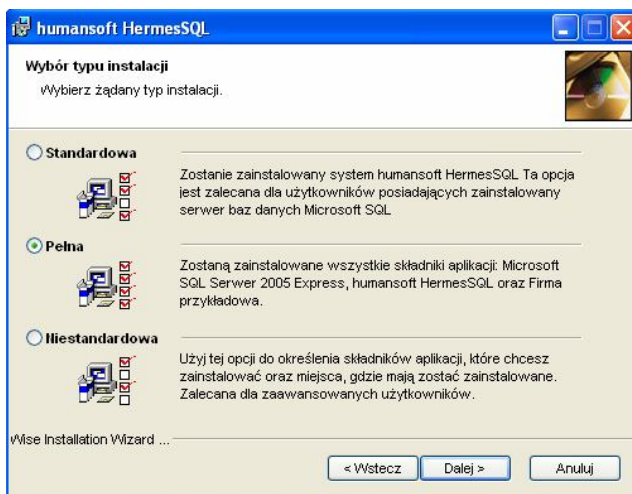 humansoft HermesSQL
Wybór typu instalacji
Wybierz żądany typ instalacji.
Standardowa
Zostanie zainstalowany system humansoft HermesSQL Ta opcja
jest zalecana dla użytkowników posiadających zainstalowany
serwer baz danych Microsoft SQL
Pełna
Zostaną zainstalowane wszystkie składniki aplikacji: Microsoft
SQL Serwer 2005 Express, humansoft HermesSQL oraz Firma
przykładowa.
Niestandardowa
Użyj tej opcji do określenia składników aplikacji, które chcesz
zainstalować oraz miejsca, gdzie mają zostać zainstalowane.
Zalecana dla zaawansowanych użytkowników.
Wise Installation Wizard ...
< Wstecz
Dalej >
Anuluj